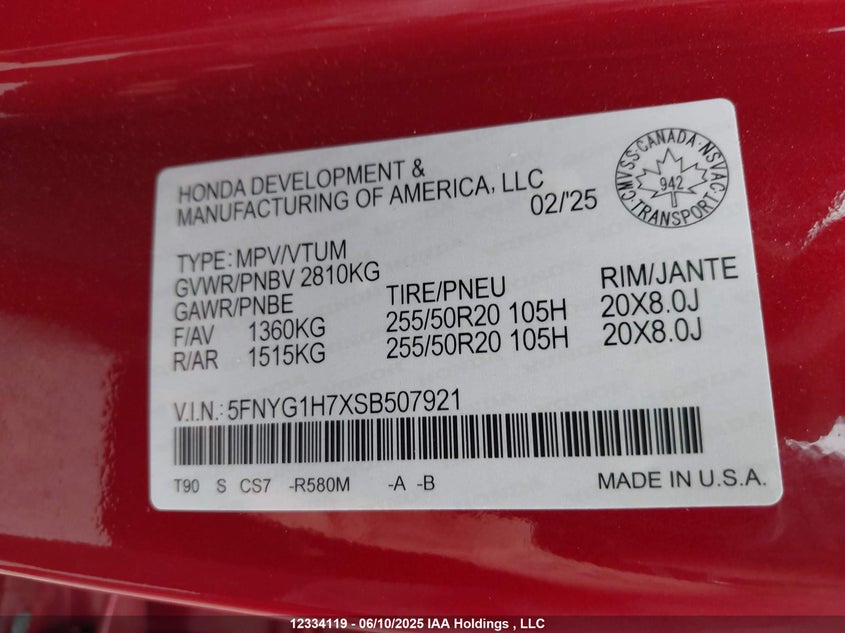 HONDA DEVELOPMENT &
MANUFACTURING OF AMERICA, LLC
02/'25
CMVSS·CANADA·NSVAC·TRANSPORT
942
TYPE: MPV/VTUM
GVWR/PNBV 2810KG
GAWR/PNBE TIRE/PNEU RIM/JANTE
F/AV 1360KG 255/50R20 105H 20X8.0J
R/AR 1515KG 255/50R20 105H 20X8.0J
V.I.N.: 5FNYG1H7XSB507921
T90 S CS7 -R580M -A -B MADE IN U.S.A.
12334119 - 06/10/2025 IAA Holdings , LLC